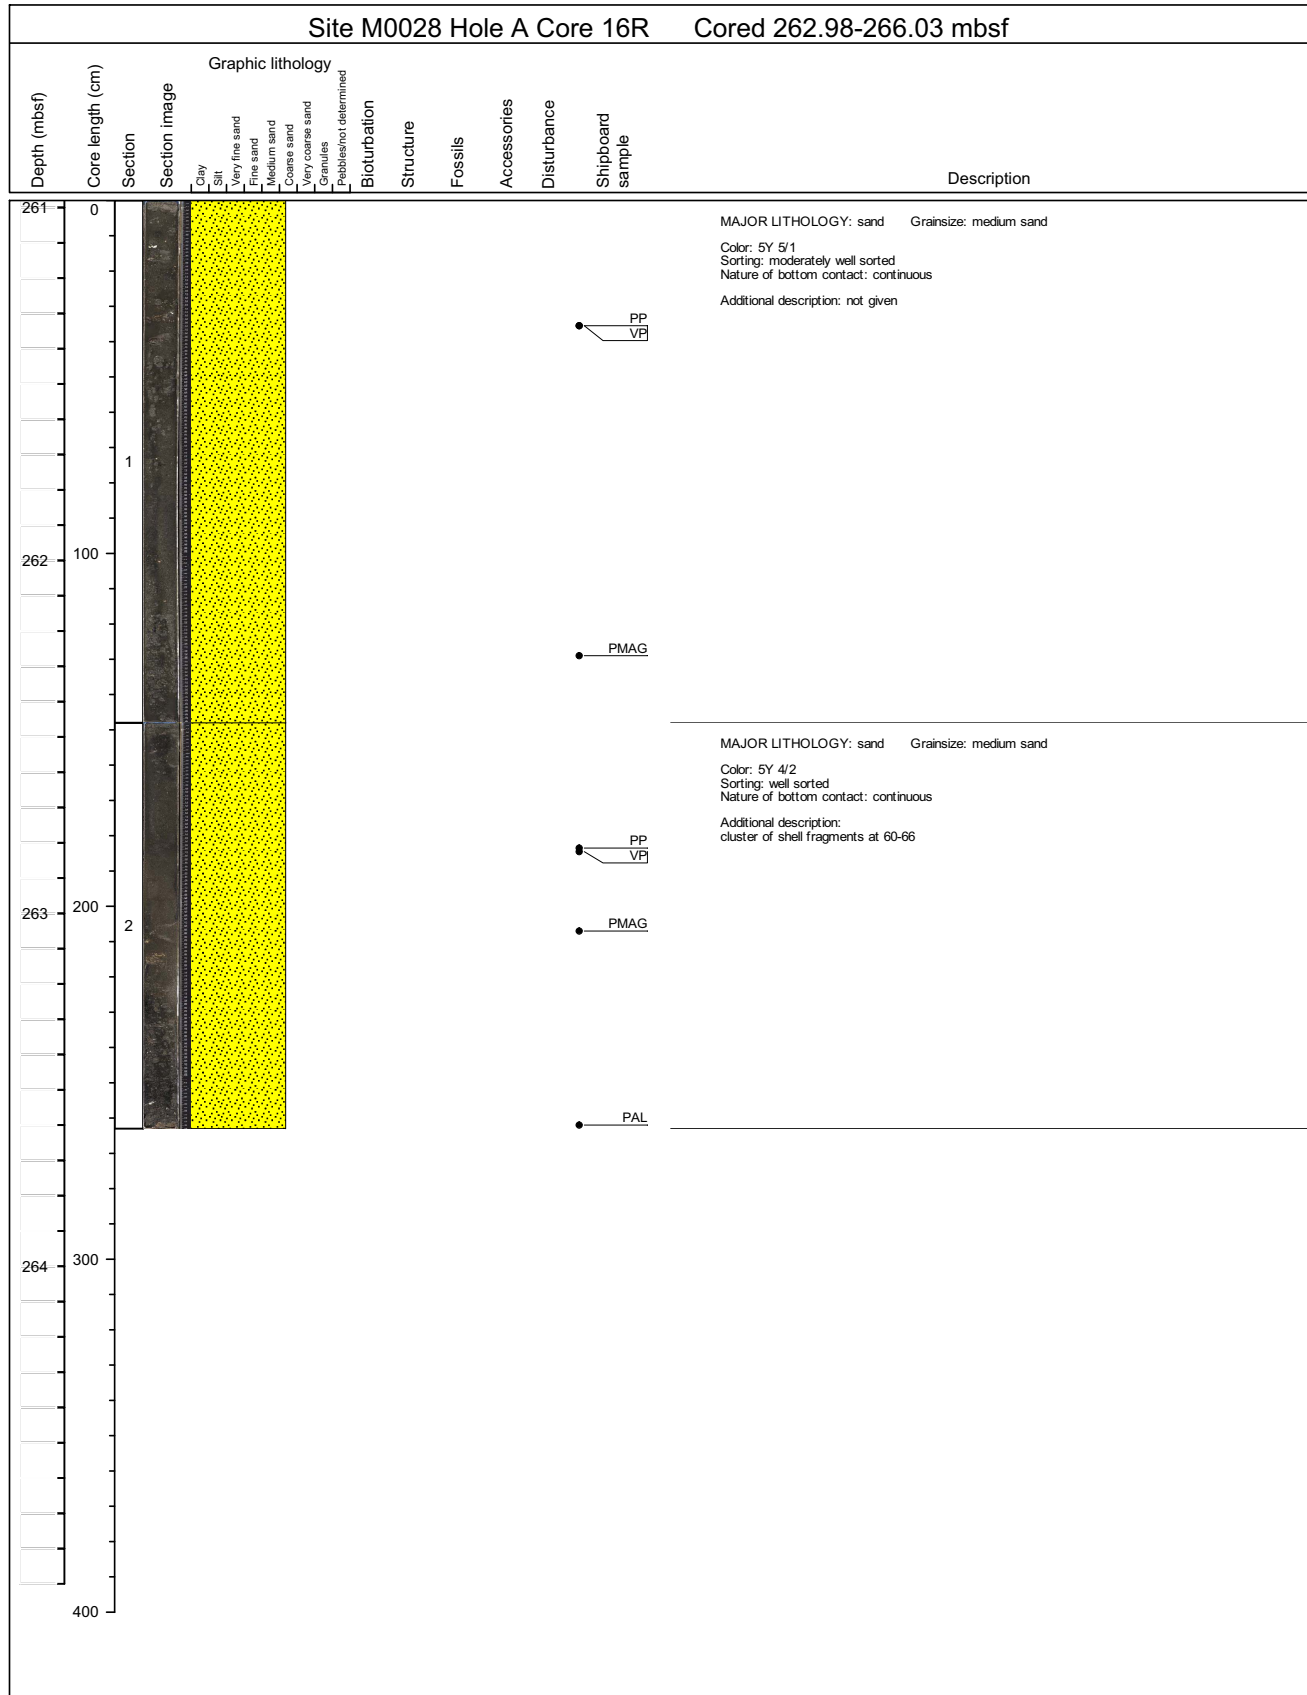 Site M0028 Hole A Core 16R Cored 262.98-266.03 mbsf
Graphic lithology
Depth (mbsf)
Core length (cm)
Section
Section image
Clay
Silt
Very fine sand
Fine sand
Medium sand
Coarse sand
Very coarse sand
Granules
Pebbles/not determined
Bioturbation
Structure
Fossils
Accessories
Disturbance
Shipboard
sample
Description
261
0
MAJOR LITHOLOGY: sand Grainsize: medium sand
Color: 5Y 5/1
Sorting: moderately well sorted
Nature of bottom contact: continuous
Additional description: not given
PP
VP
1
262
100
PMAG
MAJOR LITHOLOGY: sand Grainsize: medium sand
Color: 5Y 4/2
Sorting: well sorted
Nature of bottom contact: continuous
Additional description:
cluster of shell fragments at 60-66
PP
VP
263
200
2
PMAG
PAL
264
300
400